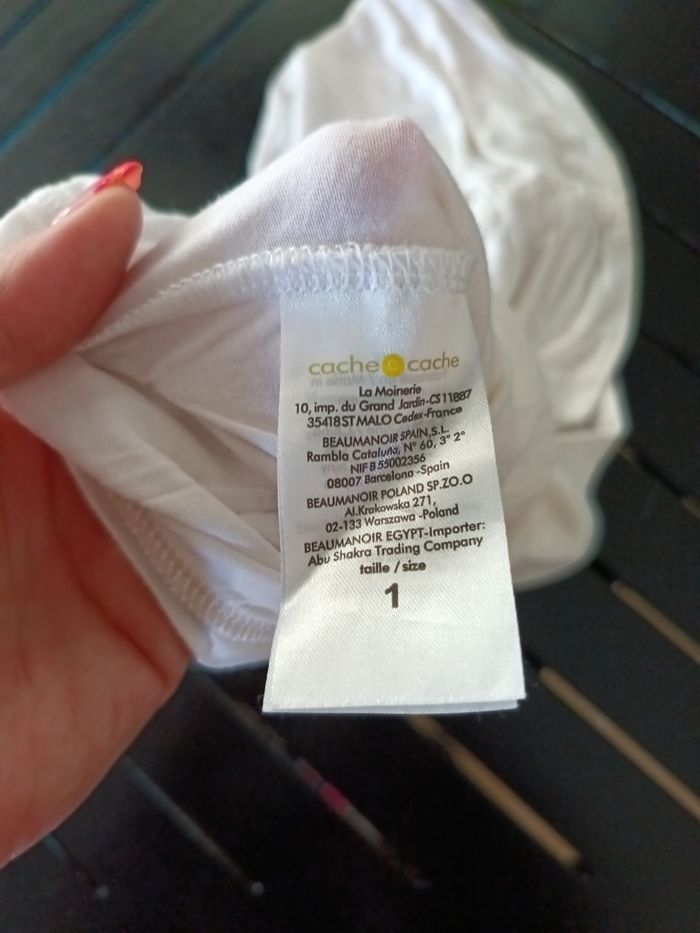 cache c cache
La Moinerie
10, imp. du Grand Jardin-CS 11887
35418 ST MALO Cedex-France
BEAUMANOIR SPAIN,S.L.
Rambla Cataluña, N° 60, 3° 2°
NIF B 55002356
08007 Barcelona -Spain
BEAUMANOIR POLAND SP.ZO.O
Al.Krakowska 271,
02-133 Warszawa -Poland
BEAUMANOIR EGYPT-Importer:
Abu Shakra Trading Company
taille / size
1